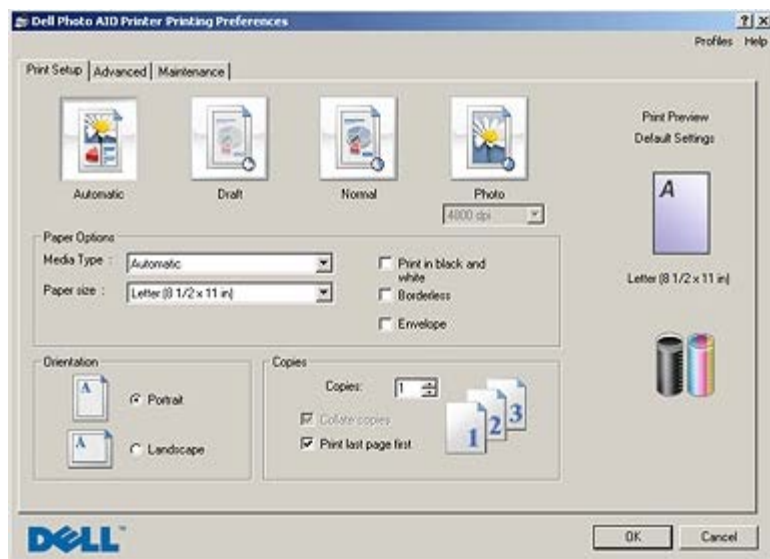 Dell Photo AIO Printer Printing Preferences
Profiles Help
Print Setup Advanced Maintenance
Automatic
Draft
Normal
Photo
4800 dpi
Print Preview
Default Settings
A
Letter (8 1/2 x 11 in)
Paper Options
Media Type : Automatic
Paper size : Letter (8 1/2 x 11 in)
Print in black and
white
Borderless
Envelope
Orientation
A
Portrait
A
Landscape
Copies
Copies: 1
Collate copies
Print last page first
1 2 3
DELL™
OK Cancel